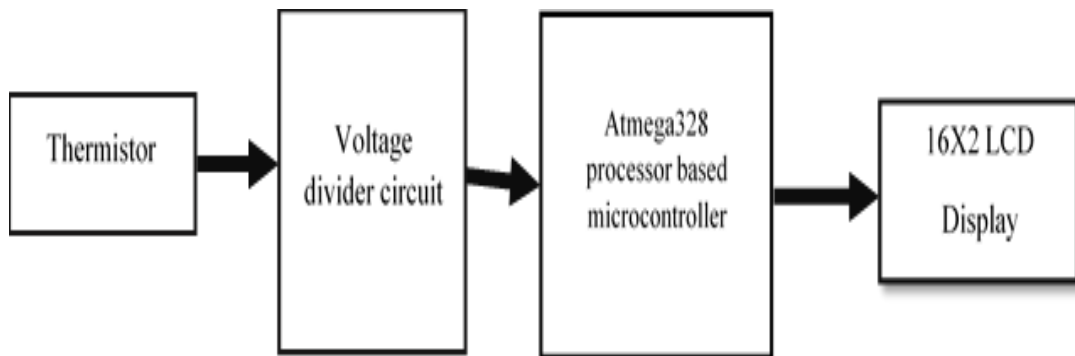 Thermistor
Voltage
divider circuit
Atmega328
processor based
microcontroller
16X2 LCD
Display